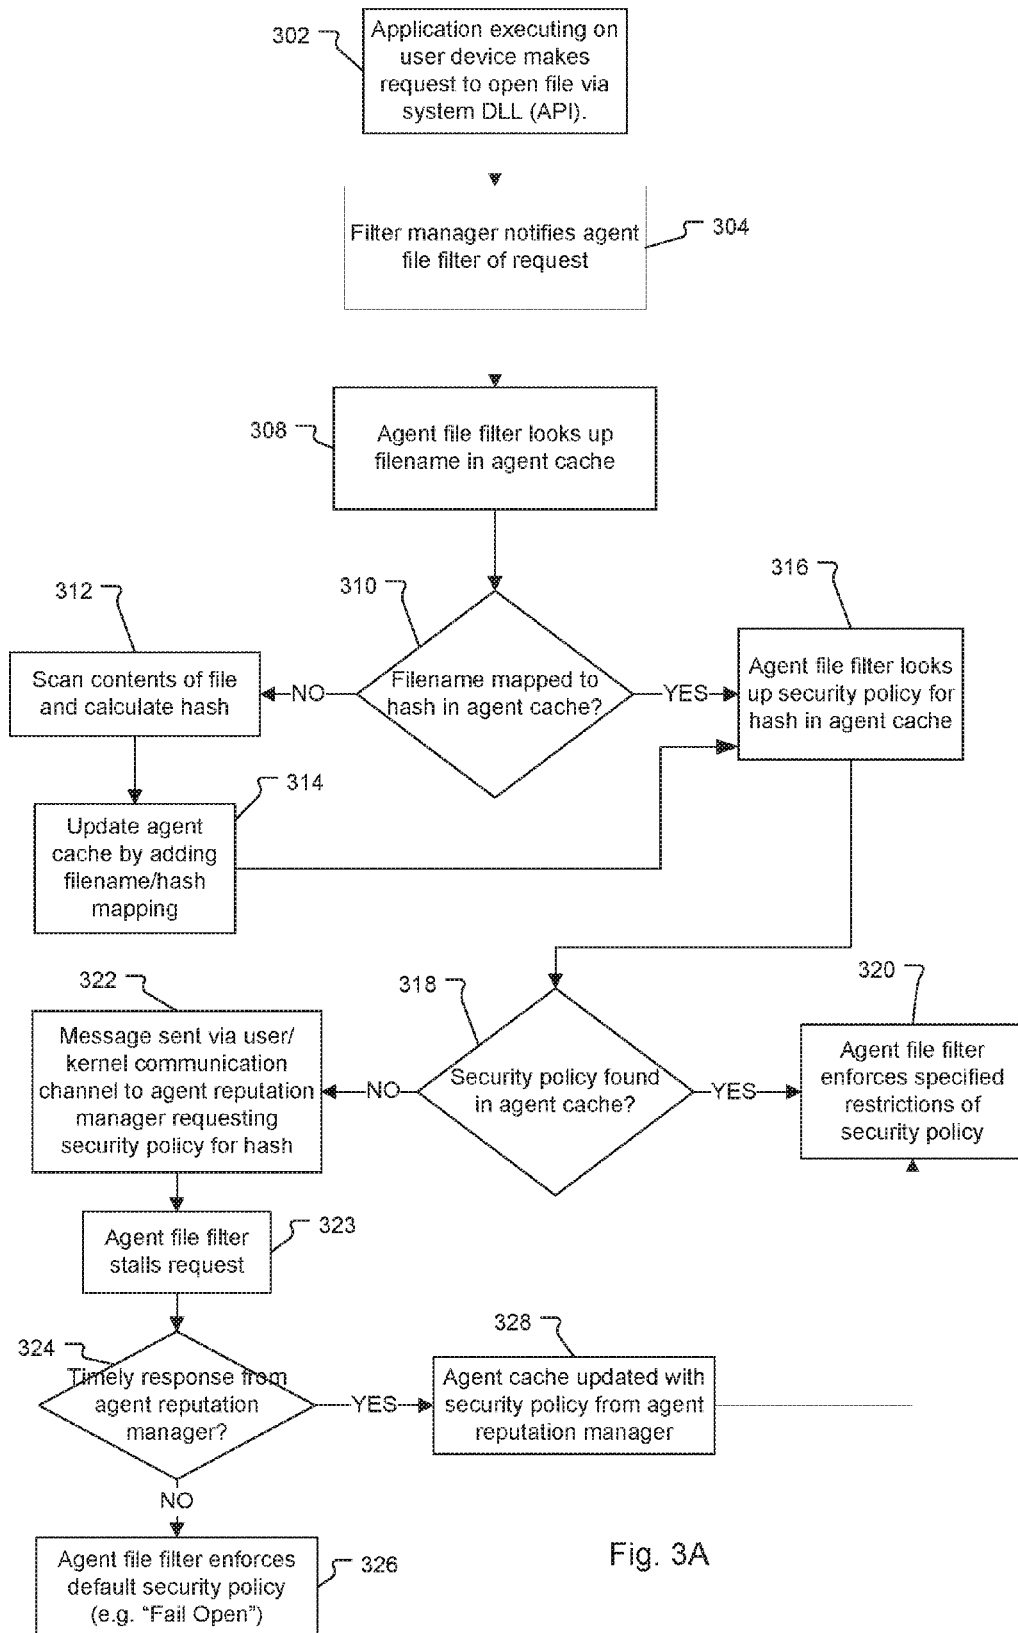 302
Application executing on
user device makes
request to open file via
system DLL (API).
304
Filter manager notifies agent
file filter of request
308
Agent file filter looks up
filename in agent cache
310
Filename mapped to
hash in agent cache?
NO
YES
312
Scan contents of file
and calculate hash
316
Agent file filter looks
up security policy for
hash in agent cache
314
Update agent
cache by adding
filename/hash
mapping
318
Security policy found
in agent cache?
NO
YES
320
Agent file filter
enforces specified
restrictions of
security policy
322
Message sent via user/
kernel communication
channel to agent reputation
manager requesting
security policy for hash
323
Agent file filter
stalls request
324
Timely response from
agent reputation
manager?
YES
NO
328
Agent cache updated with
security policy from agent
reputation manager
326
Agent file filter enforces
default security policy
(e.g. “Fail Open”)
Fig. 3A